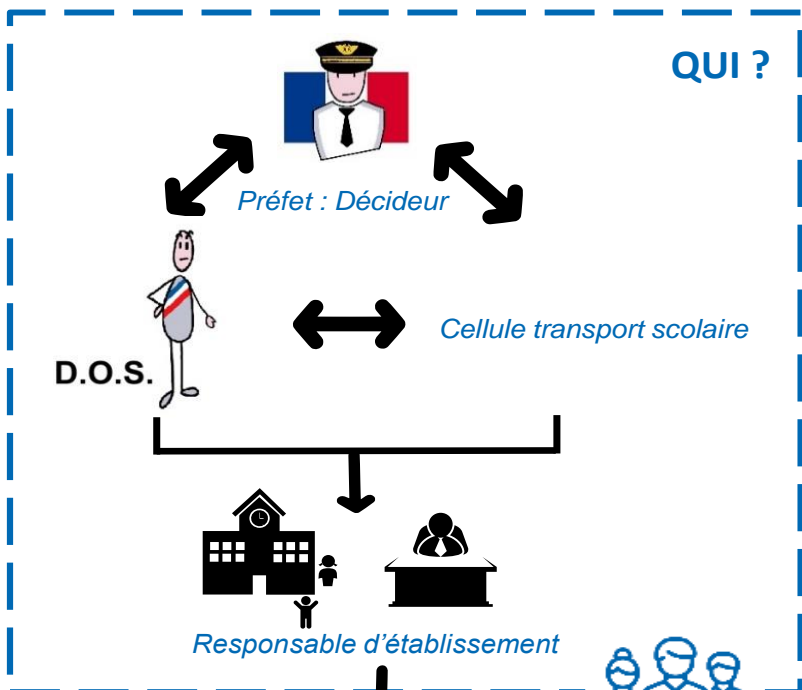 QUI ?
Préfet : Décideur
Cellule transport scolaire
D.O.S.
Responsable d'établissement